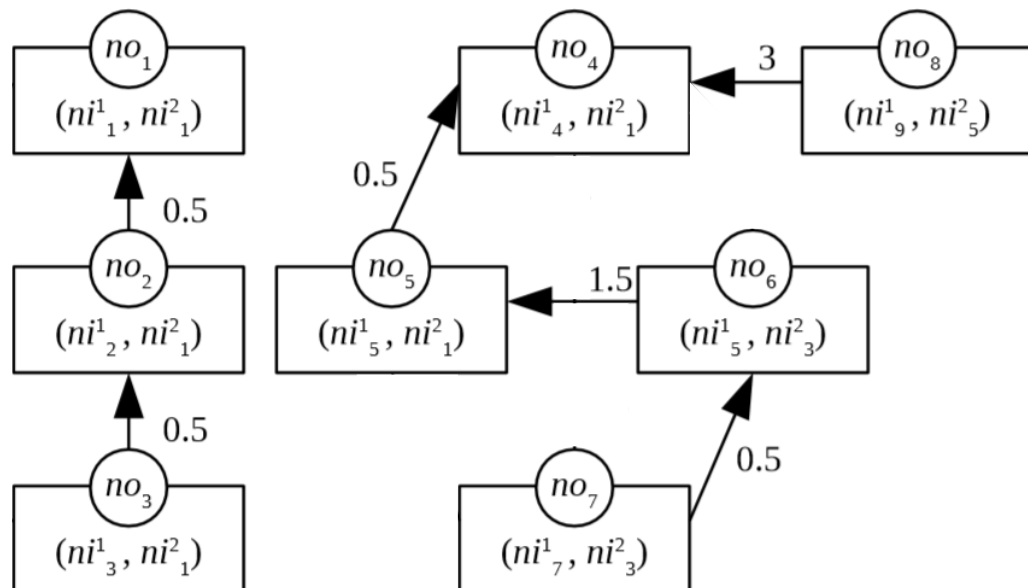 no₁ no₄ no₈
(ni¹₁, ni²₁) (ni¹₄, ni²₁) 3 (ni¹₉, ni²₅)
0.5 0.5
no₂ no₅ no₆
(ni¹₂, ni²₁) (ni¹₅, ni²₁) 1.5 (ni¹₅, ni²₃)
0.5 0.5
no₃ no₇
(ni¹₃, ni²₁) (ni¹₇, ni²₃)